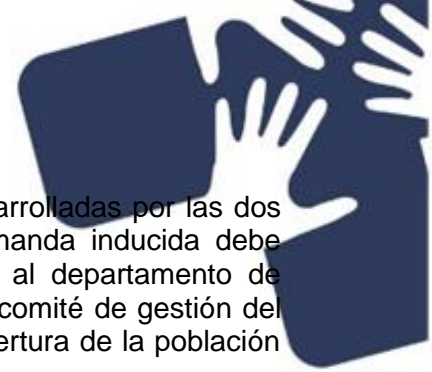 arrolladas por las dos
manda inducida debe
al departamento de
comité de gestión del
ertura de la población